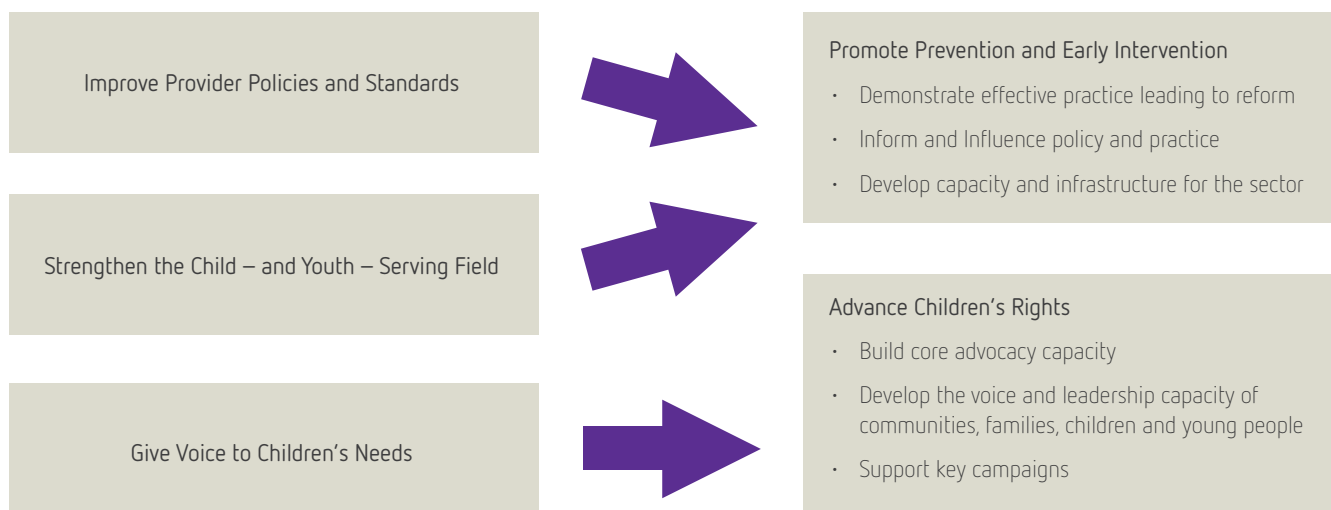 Improve Provider Policies and Standards
Strengthen the Child – and Youth – Serving Field
Give Voice to Children's Needs
Promote Prevention and Early Intervention
· Demonstrate effective practice leading to reform
· Inform and Influence policy and practice
· Develop capacity and infrastructure for the sector
Advance Children's Rights
· Build core advocacy capacity
· Develop the voice and leadership capacity of
communities, families, children and young people
· Support key campaigns